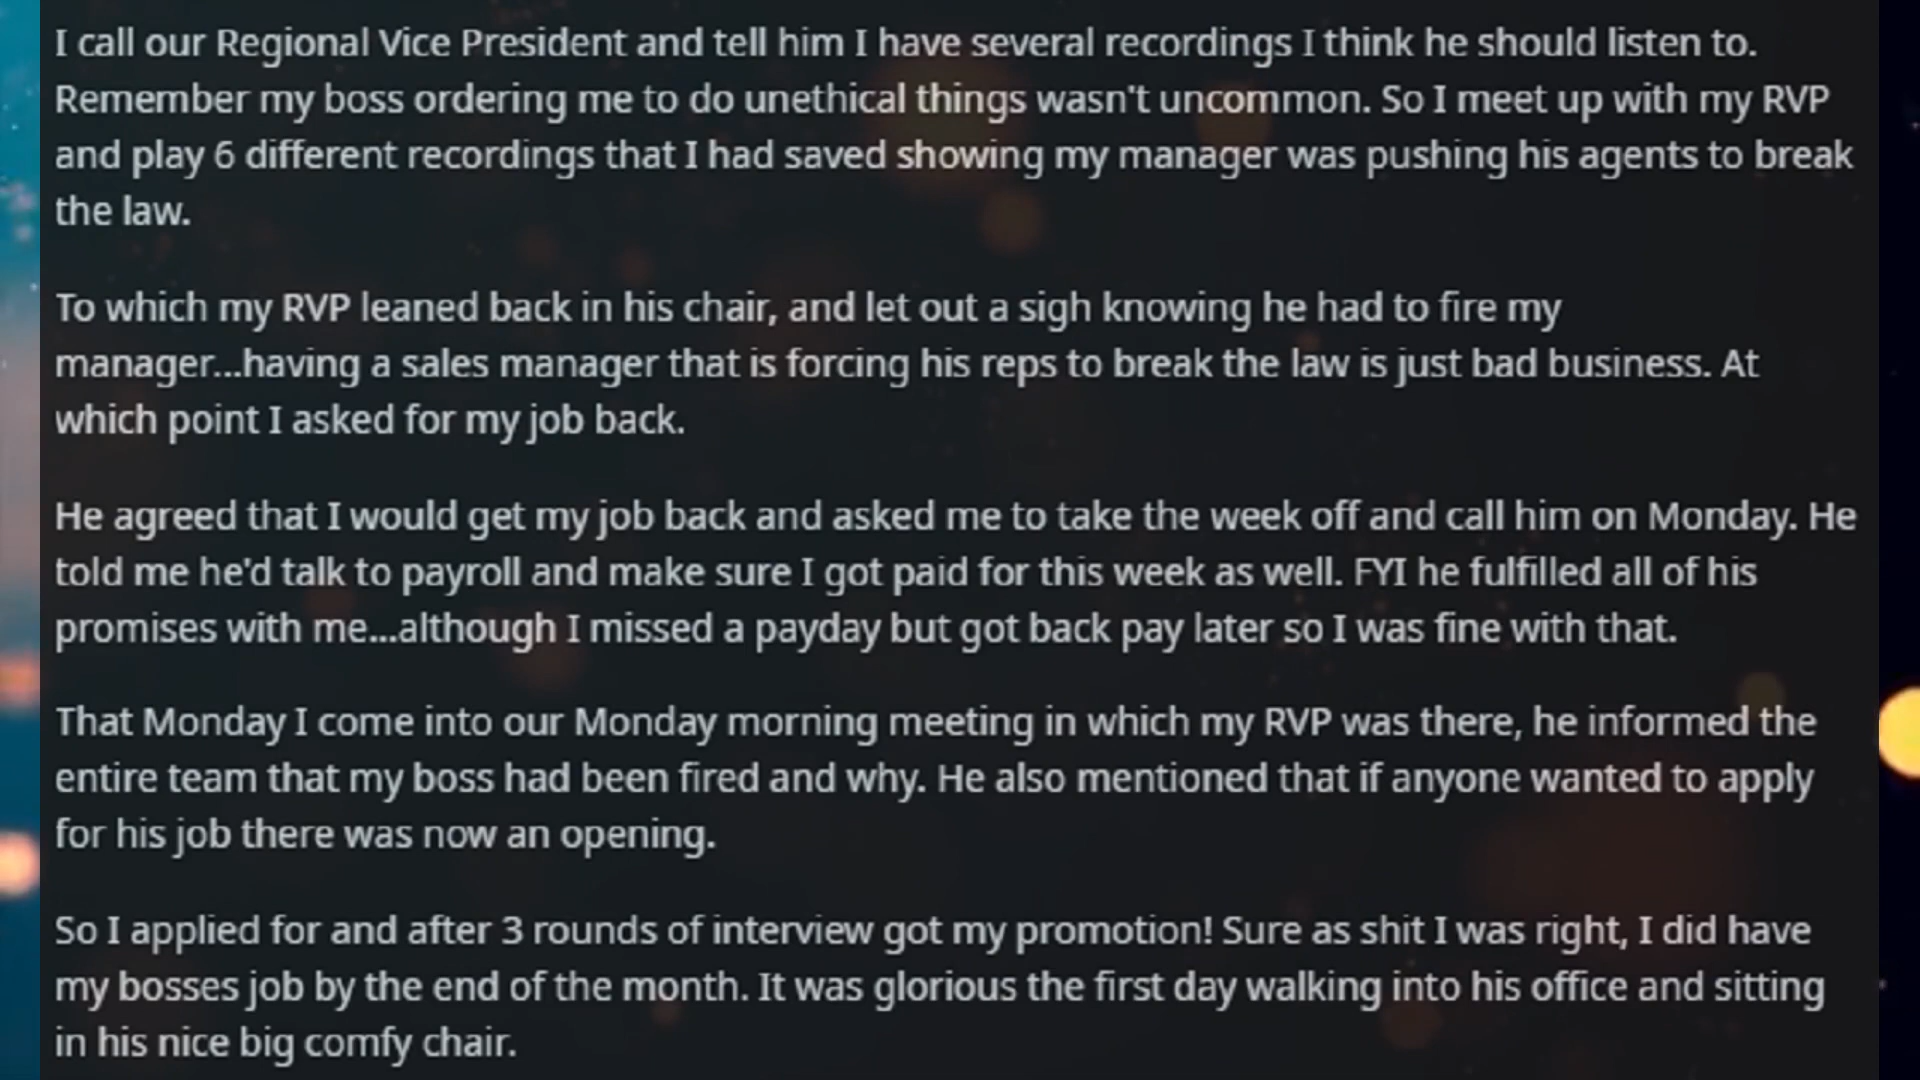 I call our Regional Vice President and tell him I have several recordings I think he should listen to.
Remember my boss ordering me to do unethical things wasn't uncommon. So I meet up with my RVP
and play 6 different recordings that I had saved showing my manager was pushing his agents to break
the law.
To which my RVP leaned back in his chair, and let out a sigh knowing he had to fire my
manager...having a sales manager that is forcing his reps to break the law is just bad business. At
which point I asked for my job back.
He agreed that I would get my job back and asked me to take the week off and call him on Monday. He
told me he'd talk to payroll and make sure I got paid for this week as well. FYI he fulfilled all of his
promises with me...although I missed a payday but got back pay later so I was fine with that.
That Monday I come into our Monday morning meeting in which my RVP was there, he informed the
entire team that my boss had been fired and why. He also mentioned that if anyone wanted to apply
for his job there was now an opening.
So I applied for and after 3 rounds of interview got my promotion! Sure as shit I was right, I did have
my bosses job by the end of the month. It was glorious the first day walking into his office and sitting
in his nice big comfy chair.